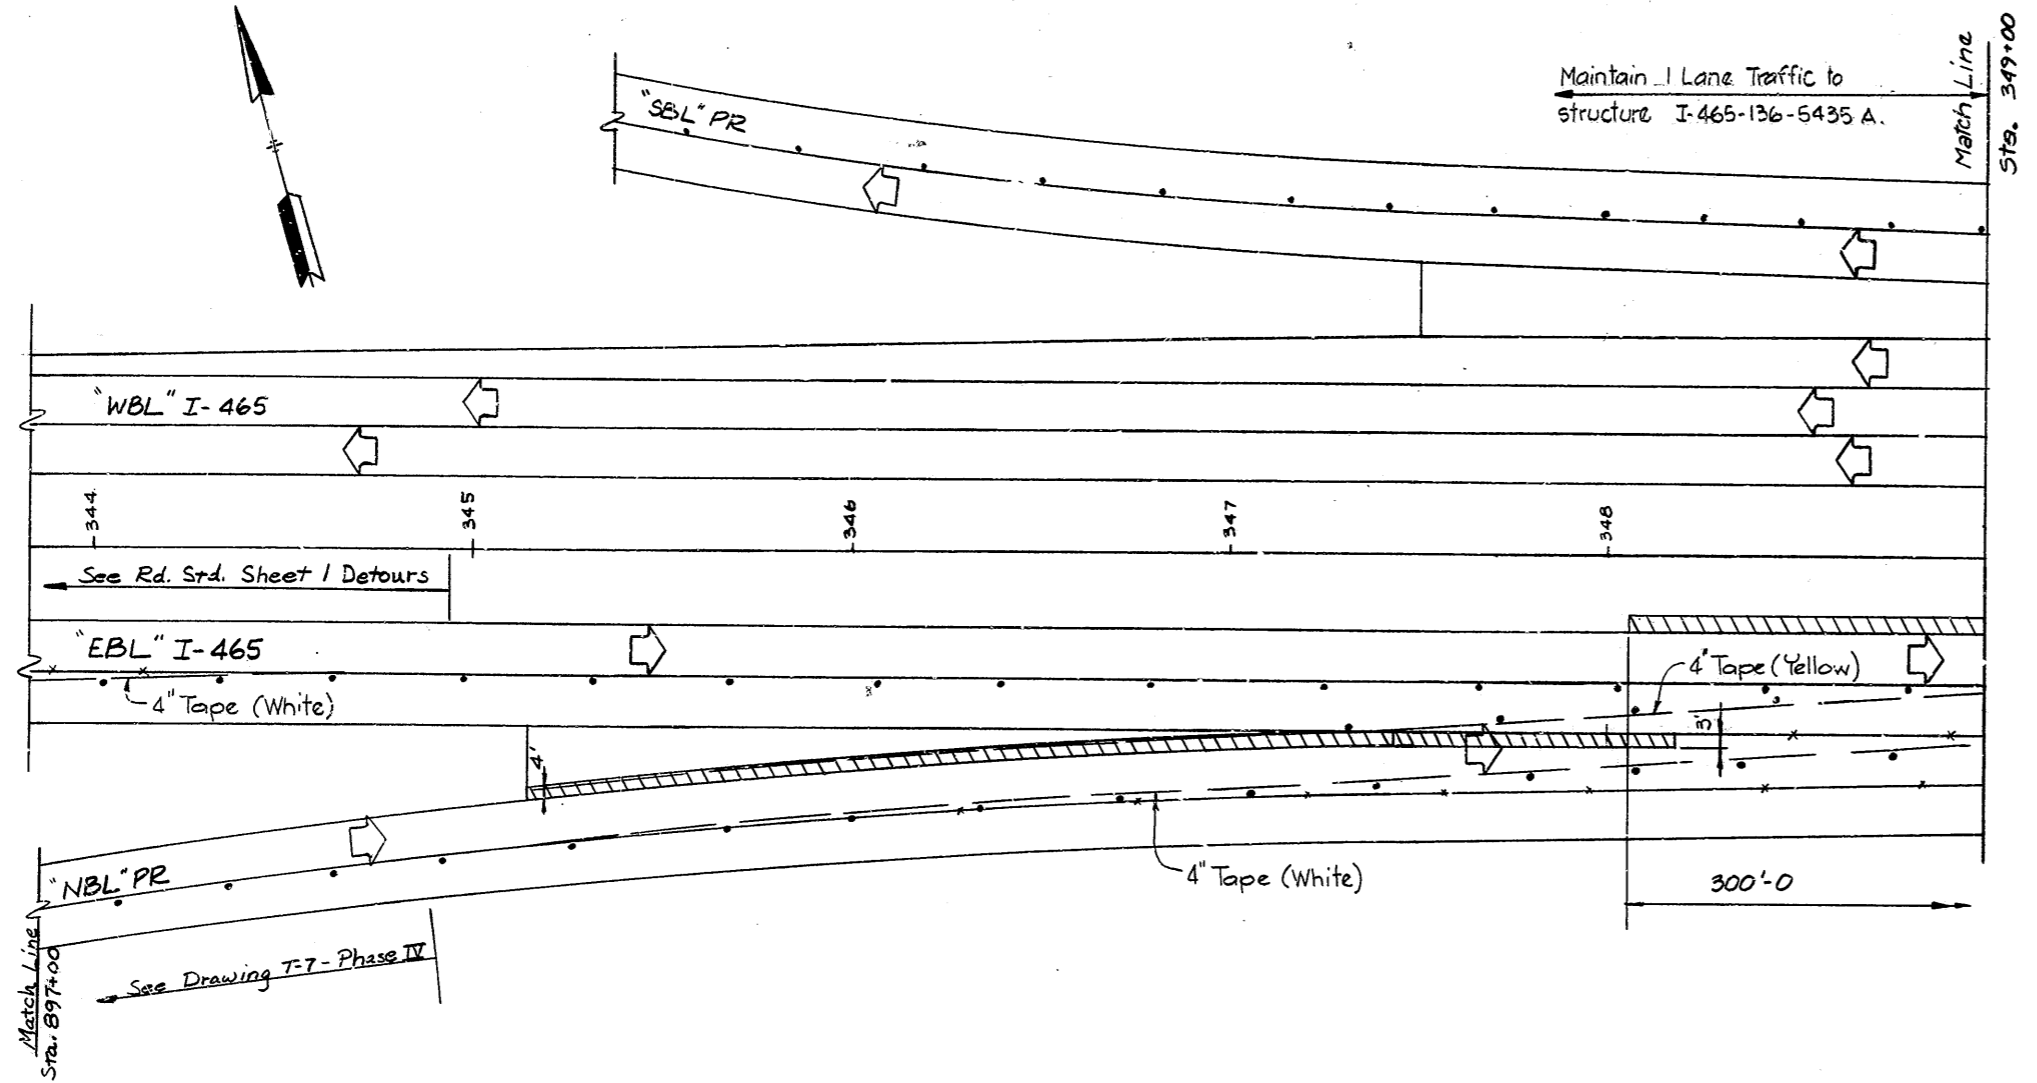 Maintain 1 Lane Traffic to
structure I-465-136-5435 A.
Match Line
Sta. 349+00
"SBL" PR
"WBL" I-465
344
345
346
347
348
See Rd. Std. Sheet 1 Detours
"EBL" I-465
4" Tape (White)
4" Tape (Yellow)
3'
4'
"NBL" PR
4" Tape (White)
300'-0
See Drawing T-7 - Phase IV
Match Line
Sta. 897+00